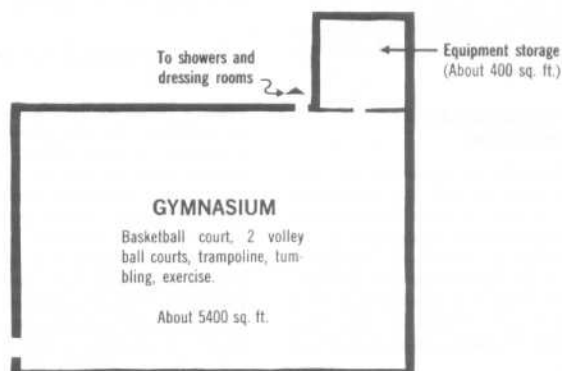 To showers and
dressing rooms
Equipment storage
(About 400 sq. ft.)
GYMNASIUM
Basketball court, 2 volley
ball courts, trampoline, tum-
bling, exercise.
About 5400 sq. ft.